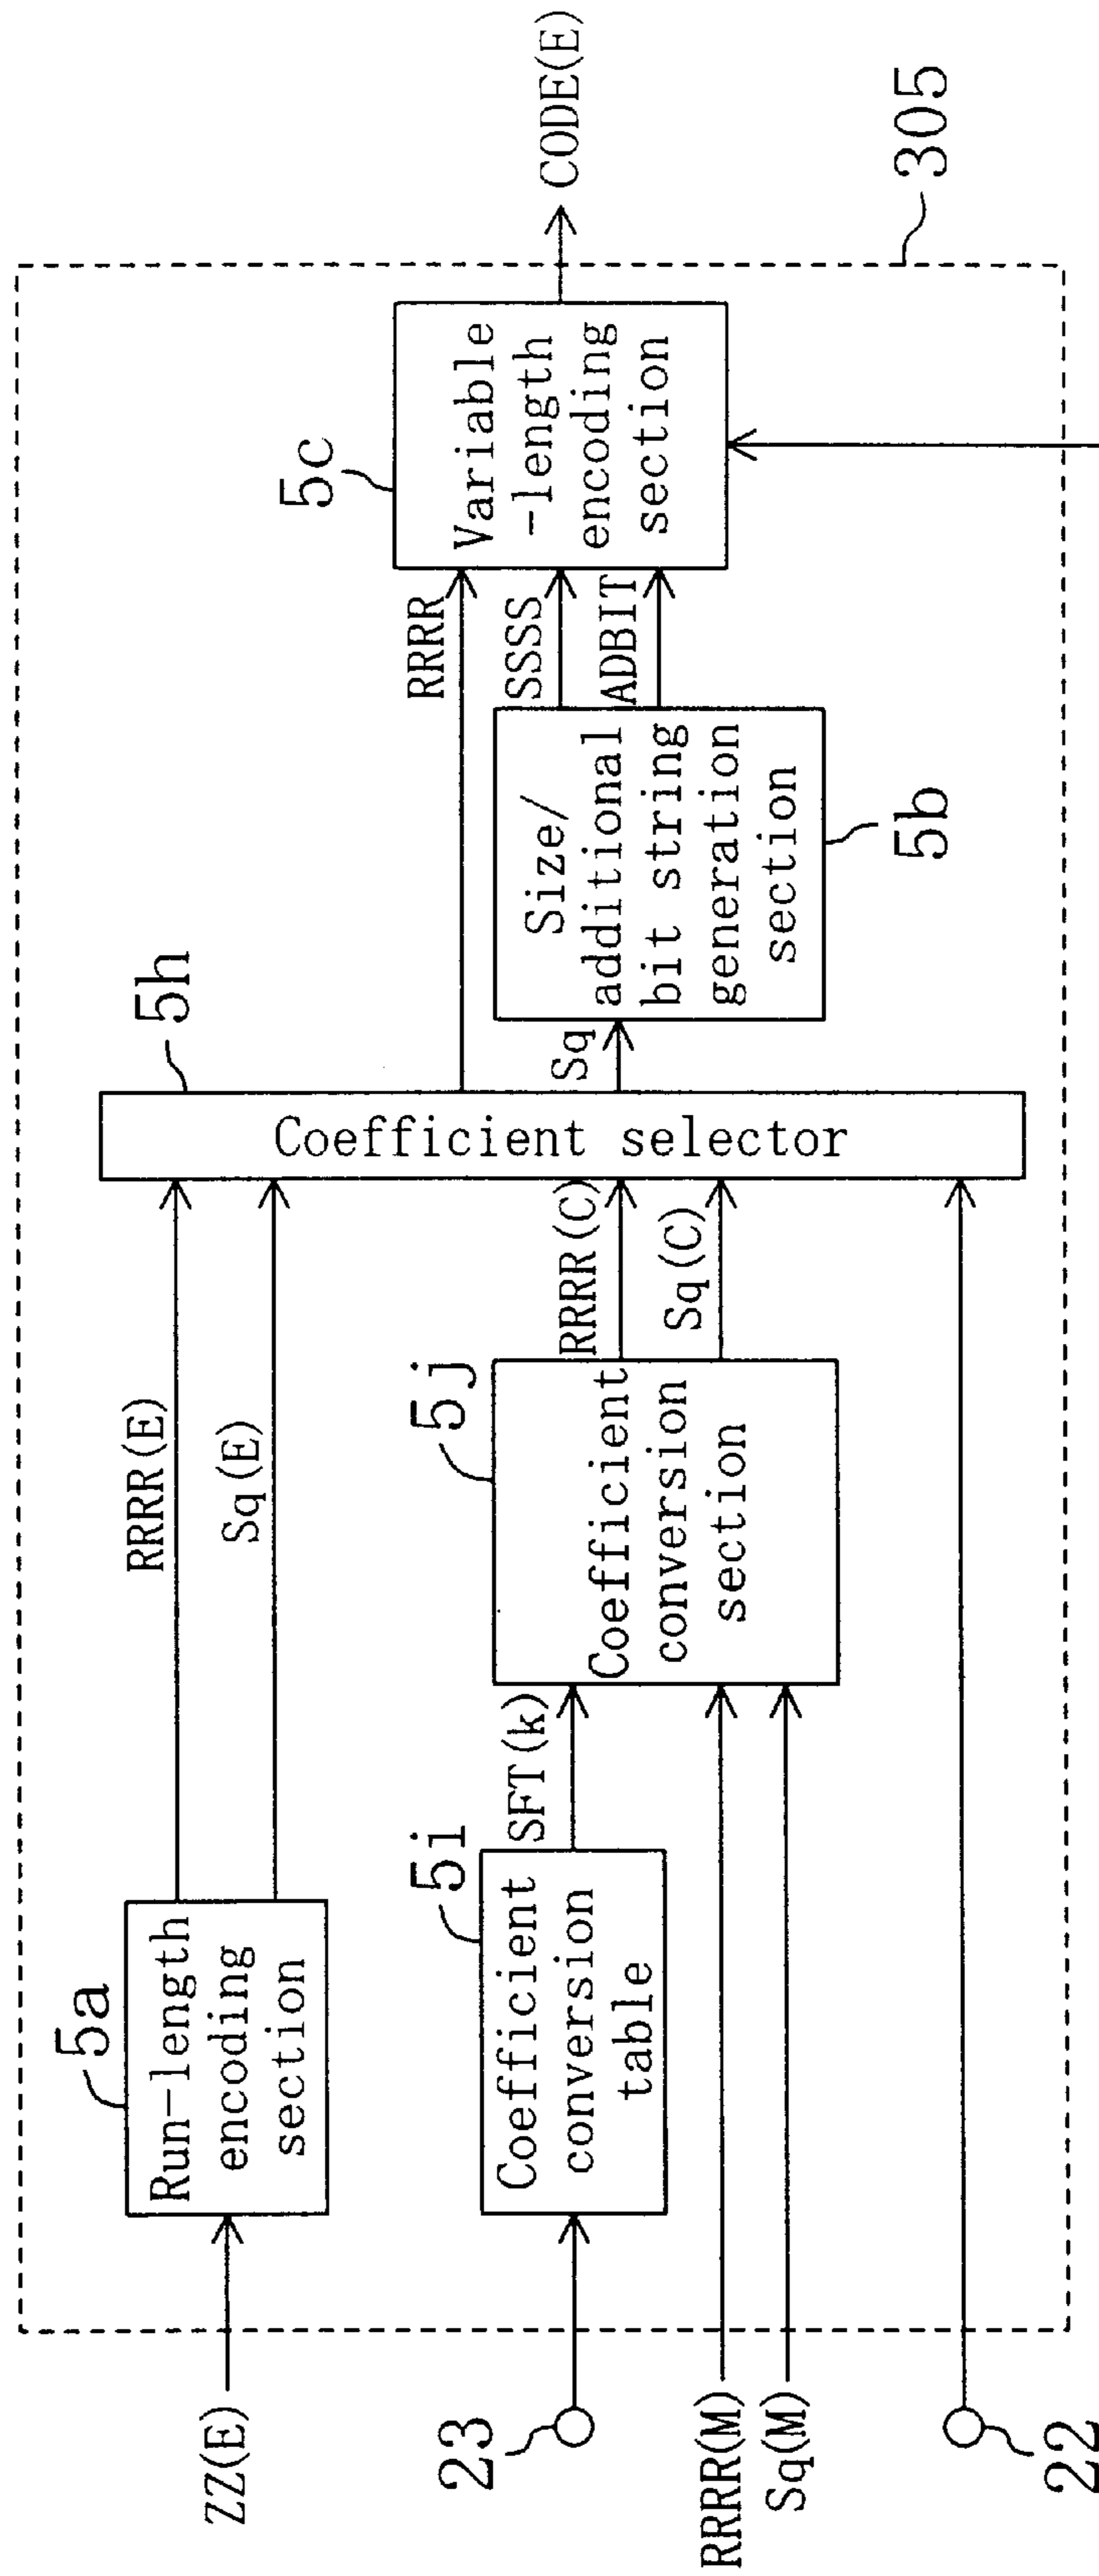 ZZ(E)
5a
Run-length
encoding
section
RRRR(E)
Sq(E)
23
5i
Coefficient
conversion
table
SFT(k)
RRRR(M)
Sq(M)
5j
Coefficient
conversion
section
RRRR(C)
Sq(C)
22
5h
Coefficient selector
RRRR
Sq
Size/
additional
bit string
generation
section
5b
SSSS
ADBIT
5c
Variable
-length
encoding
section
CODE(E)
305